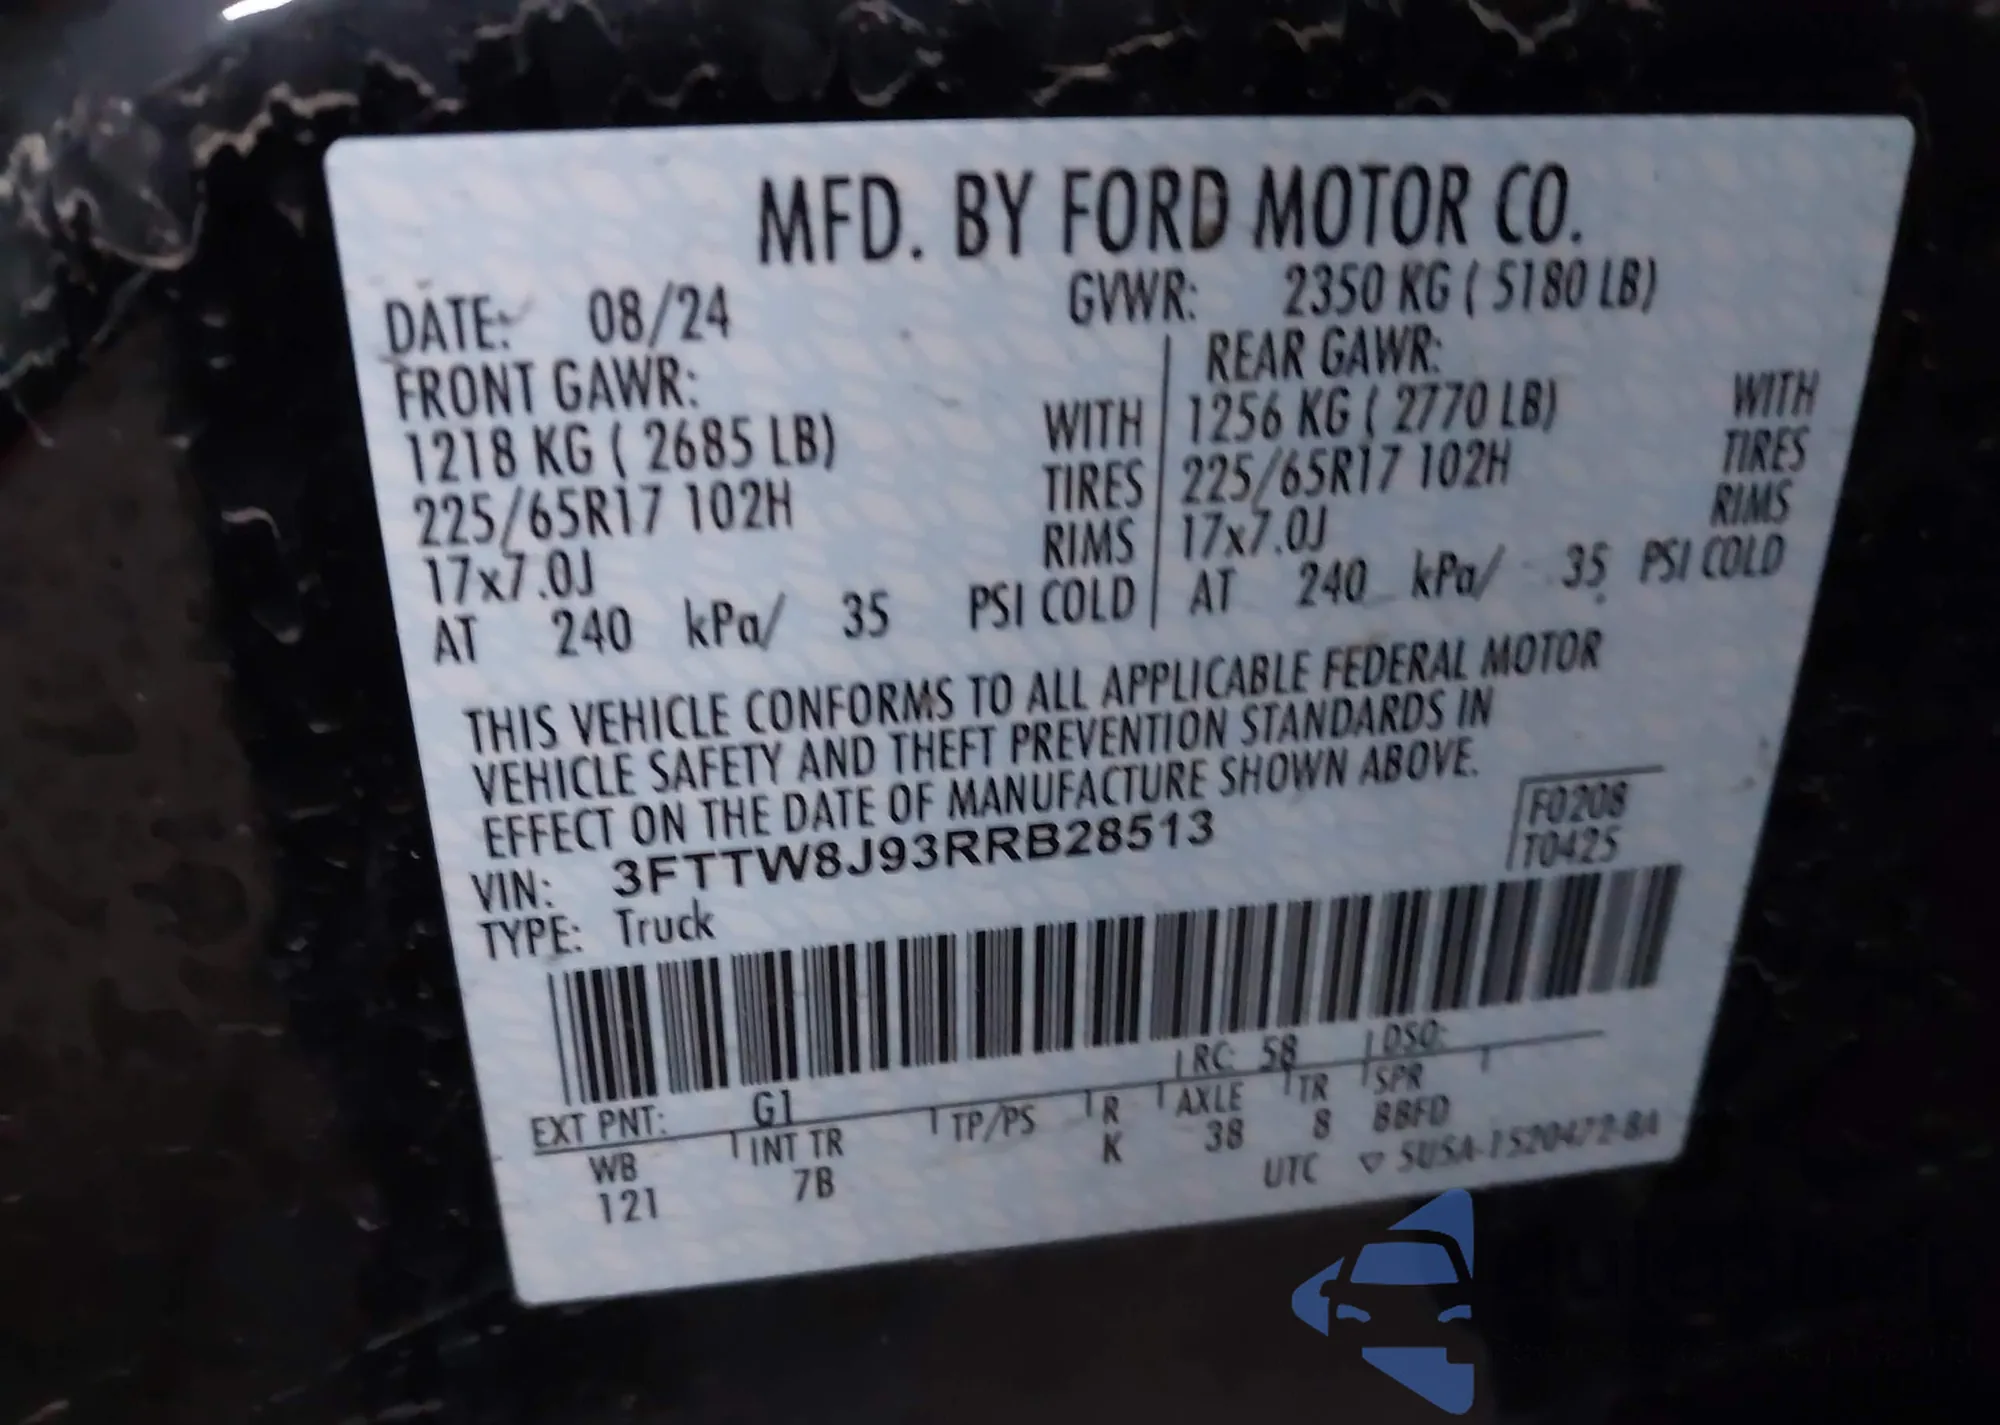 MFD. BY FORD MOTOR CO.
DATE: 08/24 GVWR: 2350 KG ( 5180 LB)
FRONT GAWR: REAR GAWR:
1218 KG ( 2685 LB) WITH 1256 KG ( 2770 LB) WITH
225/65R17 102H TIRES 225/65R17 102H TIRES
17x7.0J RIMS 17x7.0J RIMS
AT 240 kPa/ 35 PSI COLD AT 240 kPa/ 35 PSI COLD
THIS VEHICLE CONFORMS TO ALL APPLICABLE FEDERAL MOTOR
VEHICLE SAFETY AND THEFT PREVENTION STANDARDS IN
EFFECT ON THE DATE OF MANUFACTURE SHOWN ABOVE.
VIN: 3FTTW8J93RRB28513 F0208
TYPE: Truck T0425
RC: 58 DSO:
EXT PNT: G1
WB INT TR TP/PS R AXLE TR SPR
121 7B K 38 8 BBFD
UTC ▽ 5USA-1520472-BA